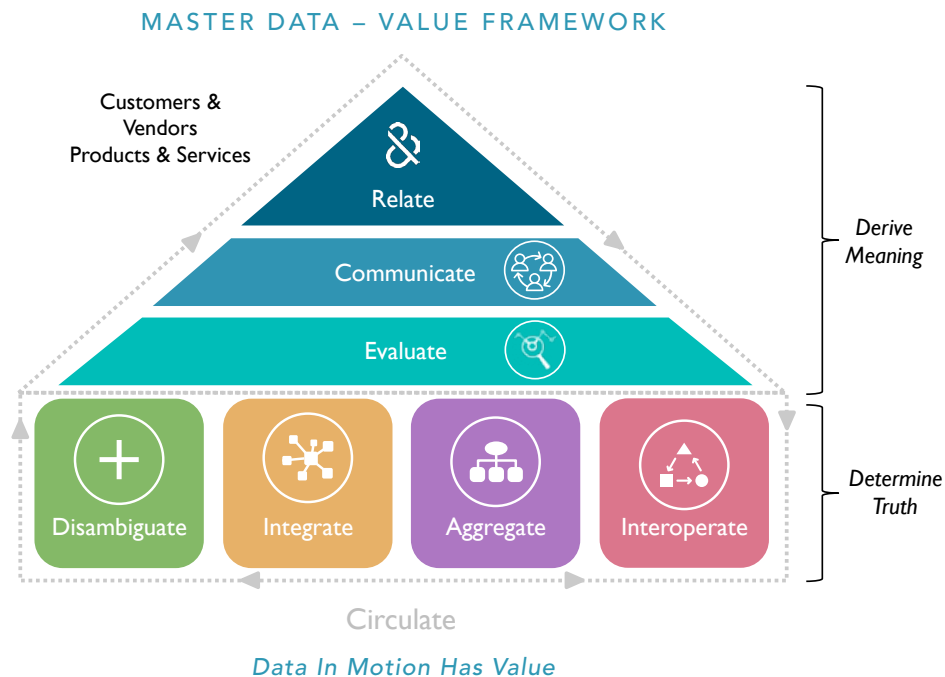 MASTER DATA – VALUE FRAMEWORK
Customers &
Vendors
Products & Services
&
Relate
Communicate
Evaluate
Derive
Meaning
Disambiguate
Integrate
Aggregate
Interoperate
Determine
Truth
Circulate
Data In Motion Has Value